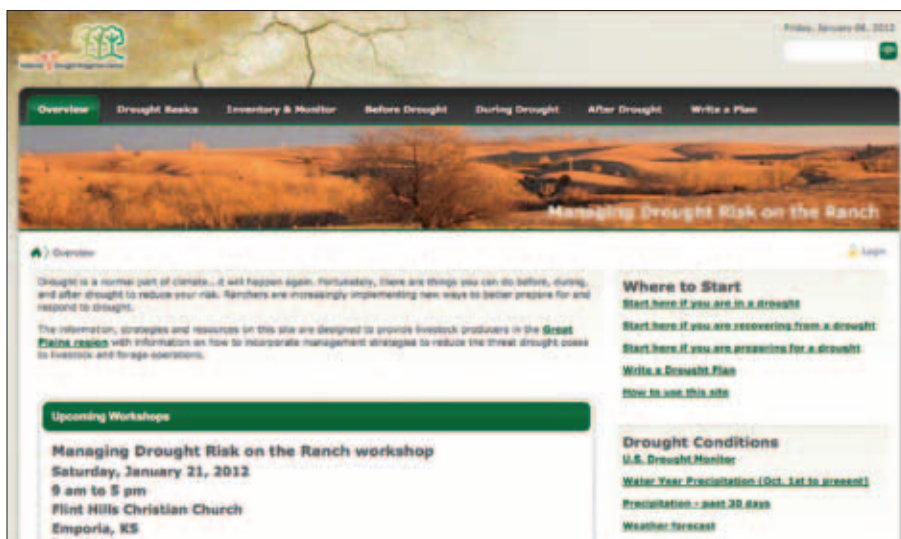 Friday, January 06, 2012
Overview Drought Basics Inventory & Monitor Before Drought During Drought After Drought Write a Plan
Managing Drought Risk on the Ranch
Overview
Login
Drought is a normal part of climate...it will happen again. Fortunately, there are things you can do before, during,
and after drought to reduce your risk. Ranchers are increasingly implementing new ways to better prepare for and
respond to drought.
The information, strategies and resources on this site are designed to provide livestock producers in the Great
Plains region with information on how to incorporate management strategies to reduce the threat drought poses
to livestock and forage operations.
Upcoming Workshops
Managing Drought Risk on the Ranch workshop
Saturday, January 21, 2012
9 am to 5 pm
Flint Hills Christian Church
Emporia, KS
Where to Start
Start here if you are in a drought
Start here if you are recovering from a drought
Start here if you are preparing for a drought
Write a Drought Plan
How to use this site
Drought Conditions
U.S. Drought Monitor
Water Year Precipitation (Oct. 1st to present)
Precipitation - past 30 days
Weather forecast